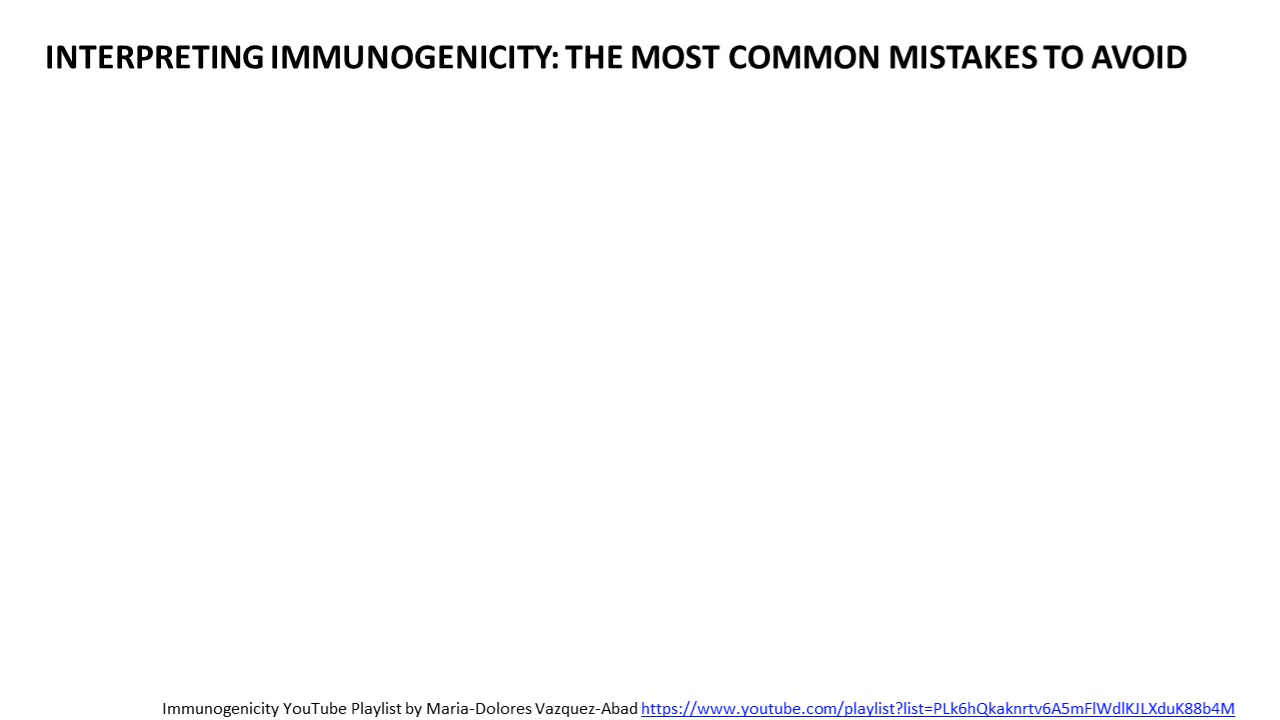 INTERPRETING IMMUNOGENICITY: THE MOST COMMON MISTAKES TO AVOID
Immunogenicity YouTube Playlist by Maria-Dolores Vazquez-Abad https://www.youtube.com/playlist?list=PLk6hQkaknrtv6A5mFlWdlKJLXduK88b4M